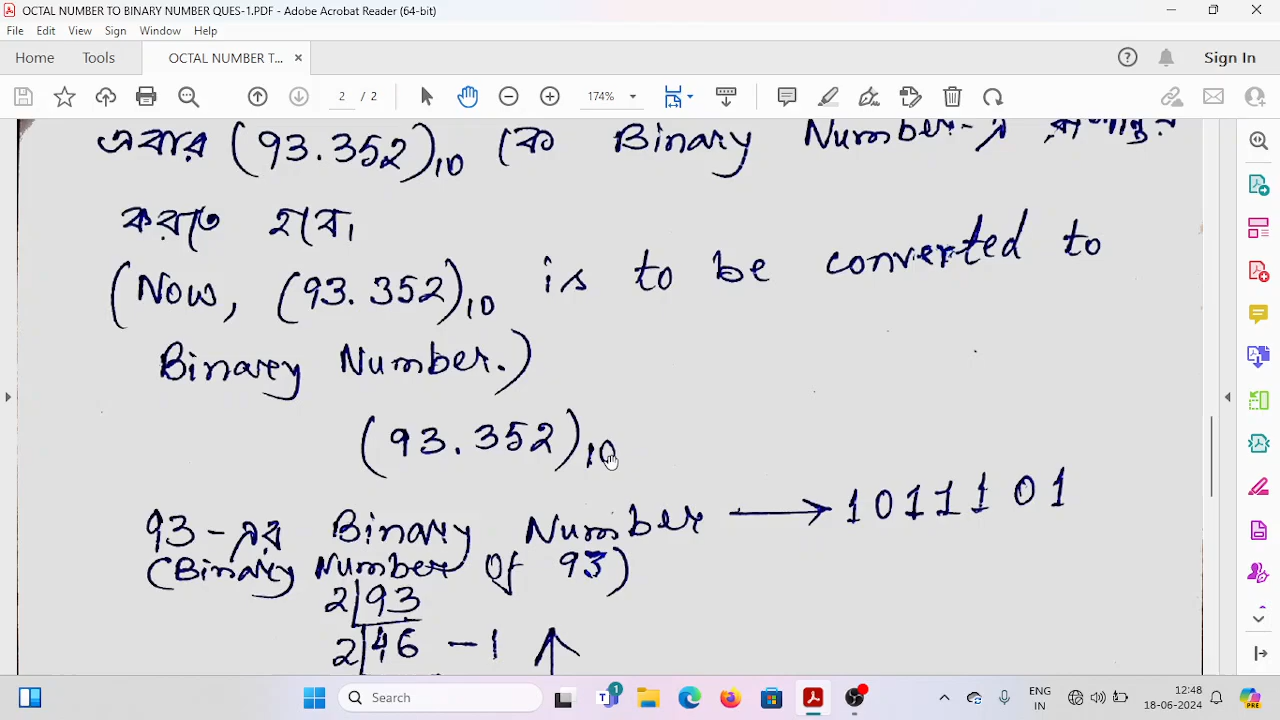 OCTAL NUMBER TO BINARY NUMBER QUES-1.PDF - Adobe Acrobat Reader (64-bit)
File Edit View Sign Window Help
Home Tools OCTAL NUMBER T... × Sign In
2 / 2 174%
এবার (93.352)10 কে Binary Number-এ
করতে হবে।
(Now, (93.352)10 is to be converted to
Binary Number.)
(93.352)10
93-এর Binary Number → 1011101
(Binary Number Of 93)
2|93
2|46 - 1 ↑
Search
1
ENG
IN
12:48
18-06-2024
PRE